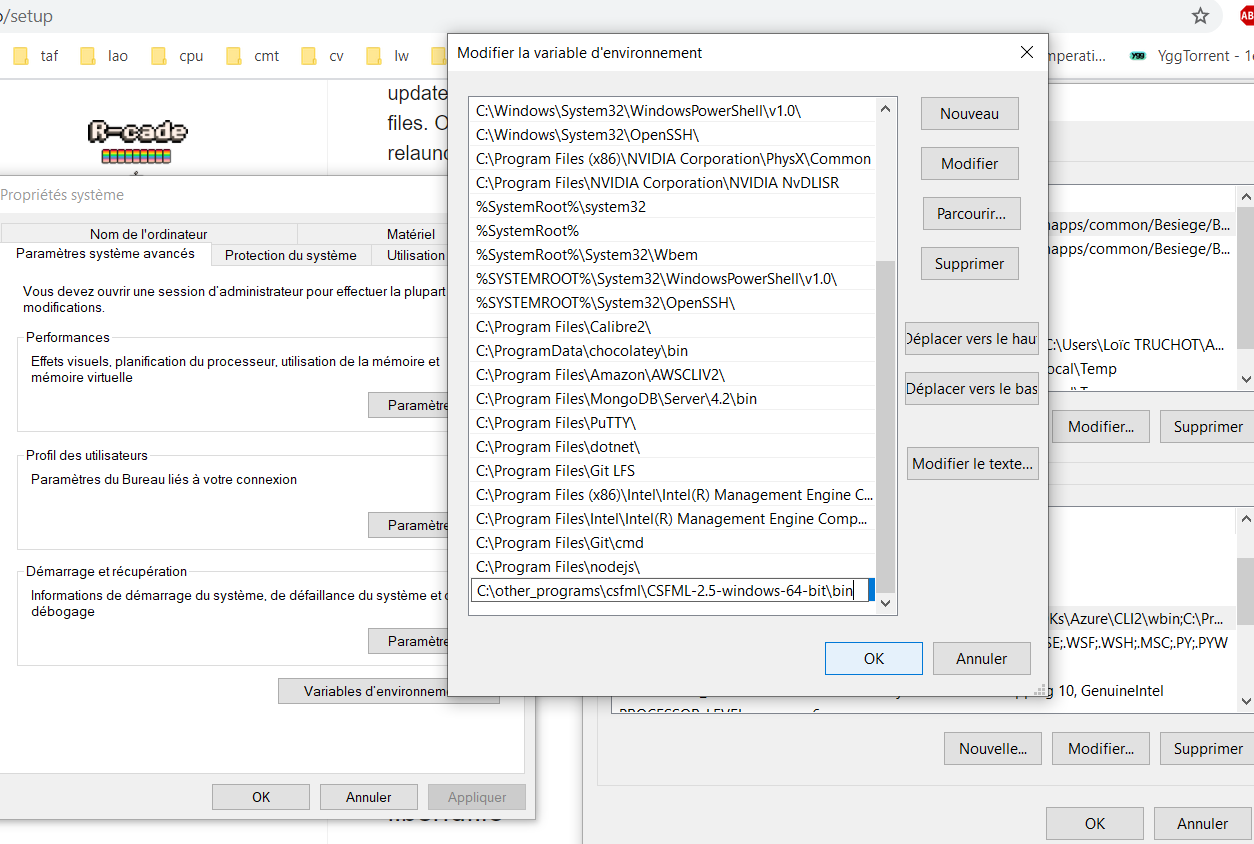 o/setup
taf
lao
cpu
cmt
cv
lw
mperati...
YggTorrent - 1e
AB
R-cade
update
files. O
relaunc
Modifier la variable d'environnement
C:\Windows\System32\WindowsPowerShell\v1.0\
C:\Windows\System32\OpenSSH\
C:\Program Files (x86)\NVIDIA Corporation\PhysX\Common
C:\Program Files\NVIDIA Corporation\NVIDIA NvDLISR
%SystemRoot%\system32
%SystemRoot%
%SystemRoot%\System32\Wbem
%SYSTEMROOT%\System32\WindowsPowerShell\v1.0\
%SYSTEMROOT%\System32\OpenSSH\
C:\Program Files\Calibre2\
C:\ProgramData\chocolatey\bin
C:\Program Files\Amazon\AWSCLIV2\
C:\Program Files\MongoDB\Server\4.2\bin
C:\Program Files\PuTTY\
C:\Program Files\dotnet\
C:\Program Files\Git LFS
C:\Program Files (x86)\Intel\Intel(R) Management Engine C...
C:\Program Files\Intel\Intel(R) Management Engine Comp...
C:\Program Files\Git\cmd
C:\Program Files\nodejs\
C:\other_programs\csfml\CSFML-2.5-windows-64-bit\bin
Nouveau
Modifier
Parcourir...
Supprimer
Déplacer vers le hau
Déplacer vers le bas
Modifier le texte...
OK
Annuler
Propriétés système
Nom de l'ordinateur
Matériel
Paramètres système avancés
Protection du système
Utilisation
Vous devez ouvrir une session d'administrateur pour effectuer la plupart
modifications.
Performances
Effets visuels, planification du processeur, utilisation de la mémoire et
mémoire virtuelle
Paramètre
Profil des utilisateurs
Paramètres du Bureau liés à votre connexion
Paramètre
Démarrage et récupération
Informations de démarrage du système, de défaillance du système et d
débogage
Paramètre
Variables d'environnem
OK
Annuler
Appliquer
napps/common/Besiege/B...
napps/common/Besiege/B...
C:\Users\Loïc TRUCHOT\A...
ocal\Temp
Modifier...
Supprimer
Ks\Azure\CLI2\wbin;C:\Pr...
SE;.WSF;.WSH;.MSC;.PY;.PYW
10, GenuineIntel
PROCESSOR_LEVEL
6
Nouvelle...
Modifier...
Supprimer
OK
Annuler